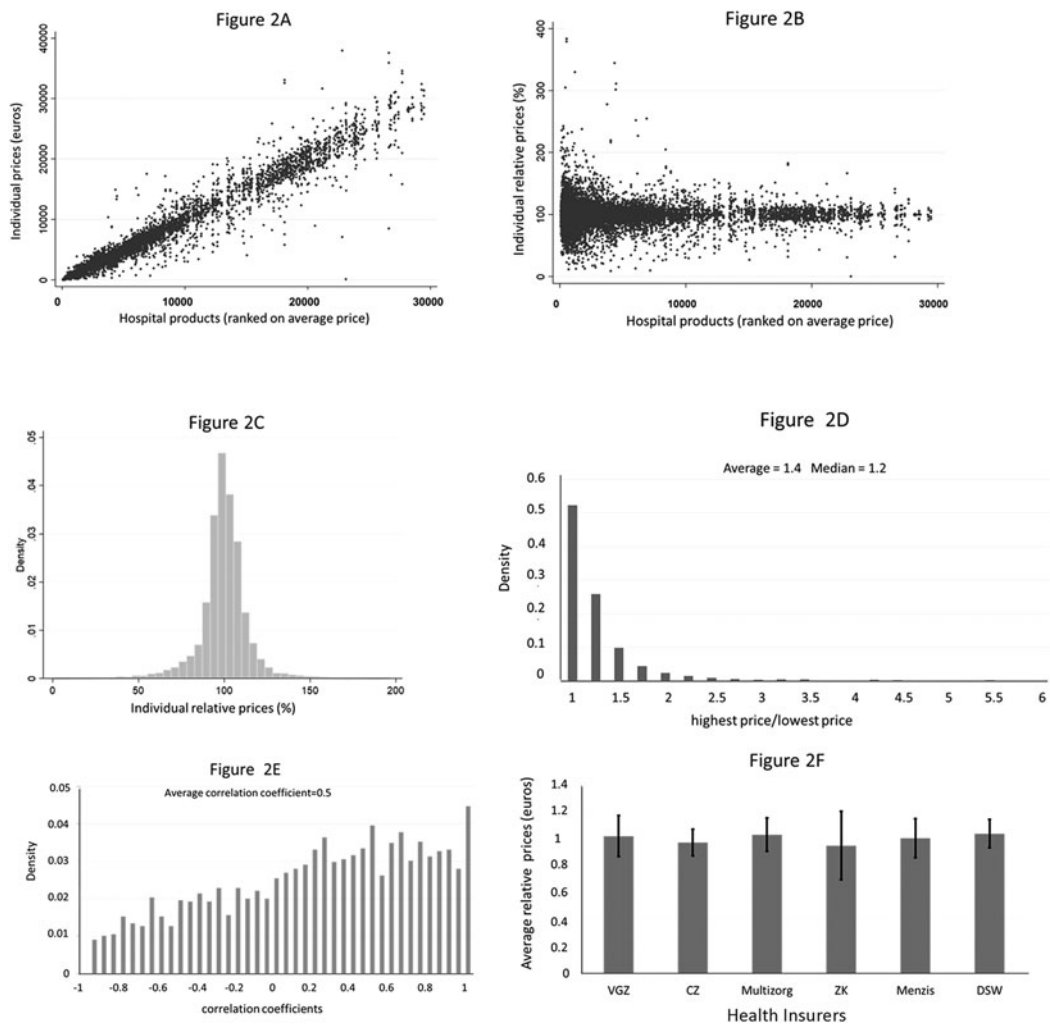 Figure 2A
Individual prices (euros)
40000
30000
20000
10000
0
0 10000 20000 30000
Hospital products (ranked on average price)
Figure 2B
Individual relative prices (%)
400
300
200
100
0
0 10000 20000 30000
Hospital products (ranked on average price)
Figure 2C
Density
.05
.04
.03
.02
.01
0
0 50 100 150 200
Individual relative prices (%)
Figure 2D
Average = 1.4 Median = 1.2
Density
0.6
0.5
0.4
0.3
0.2
0.1
0
1 1.5 2 2.5 3 3.5 4 4.5 5 5.5 6
highest price/lowest price
Figure 2E
Average correlation coefficient=0.5
Density
0.05
0.04
0.03
0.02
0.01
0
-1 -0.8 -0.6 -0.4 -0.2 0 0.2 0.4 0.6 0.8 1
correlation coefficients
Figure 2F
Average relative prices (euros)
1.4
1.2
1
0.8
0.6
0.4
0.2
0
VGZ CZ Multizorg ZK Menzis DSW
Health Insurers